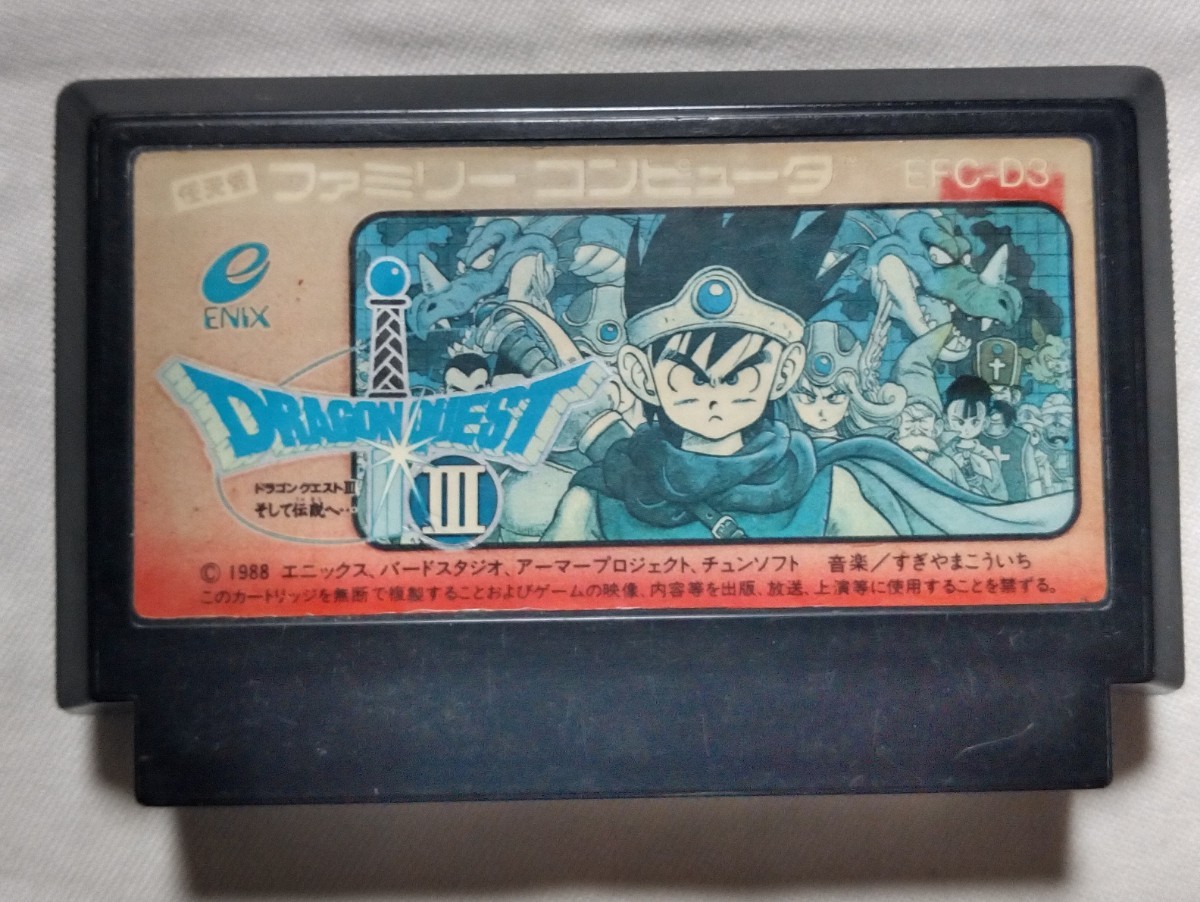 任天堂 ファミリー コンピュータ™ EFC-D3
ENIX
DRAGON QUEST
III
ドラゴンクエストIII
そして伝説へ…
© 1988 エニックス、バードスタジオ、アーマープロジェクト、チュンソフト 音楽/すぎやまこういち
このカートリッジを無断で複製することおよびゲームの映像、内容等を出版、放送、上演等に使用することを禁ずる。